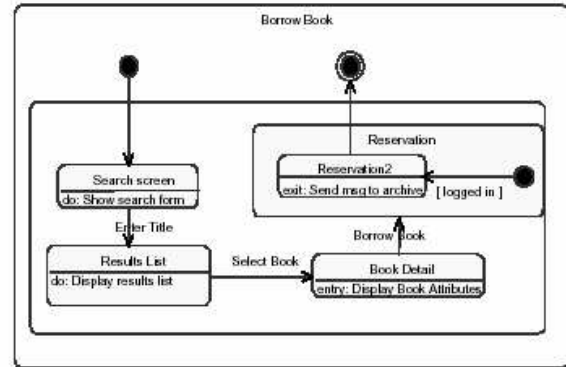 Borrow Book
Reservation
Search screen
do: Show search form
Reservation2
exit: Send msg to archive
[ logged in ]
Enter Title
Borrow Book
Results List
do: Display results list
Select Book
Book Detail
entry: Display Book Attributes